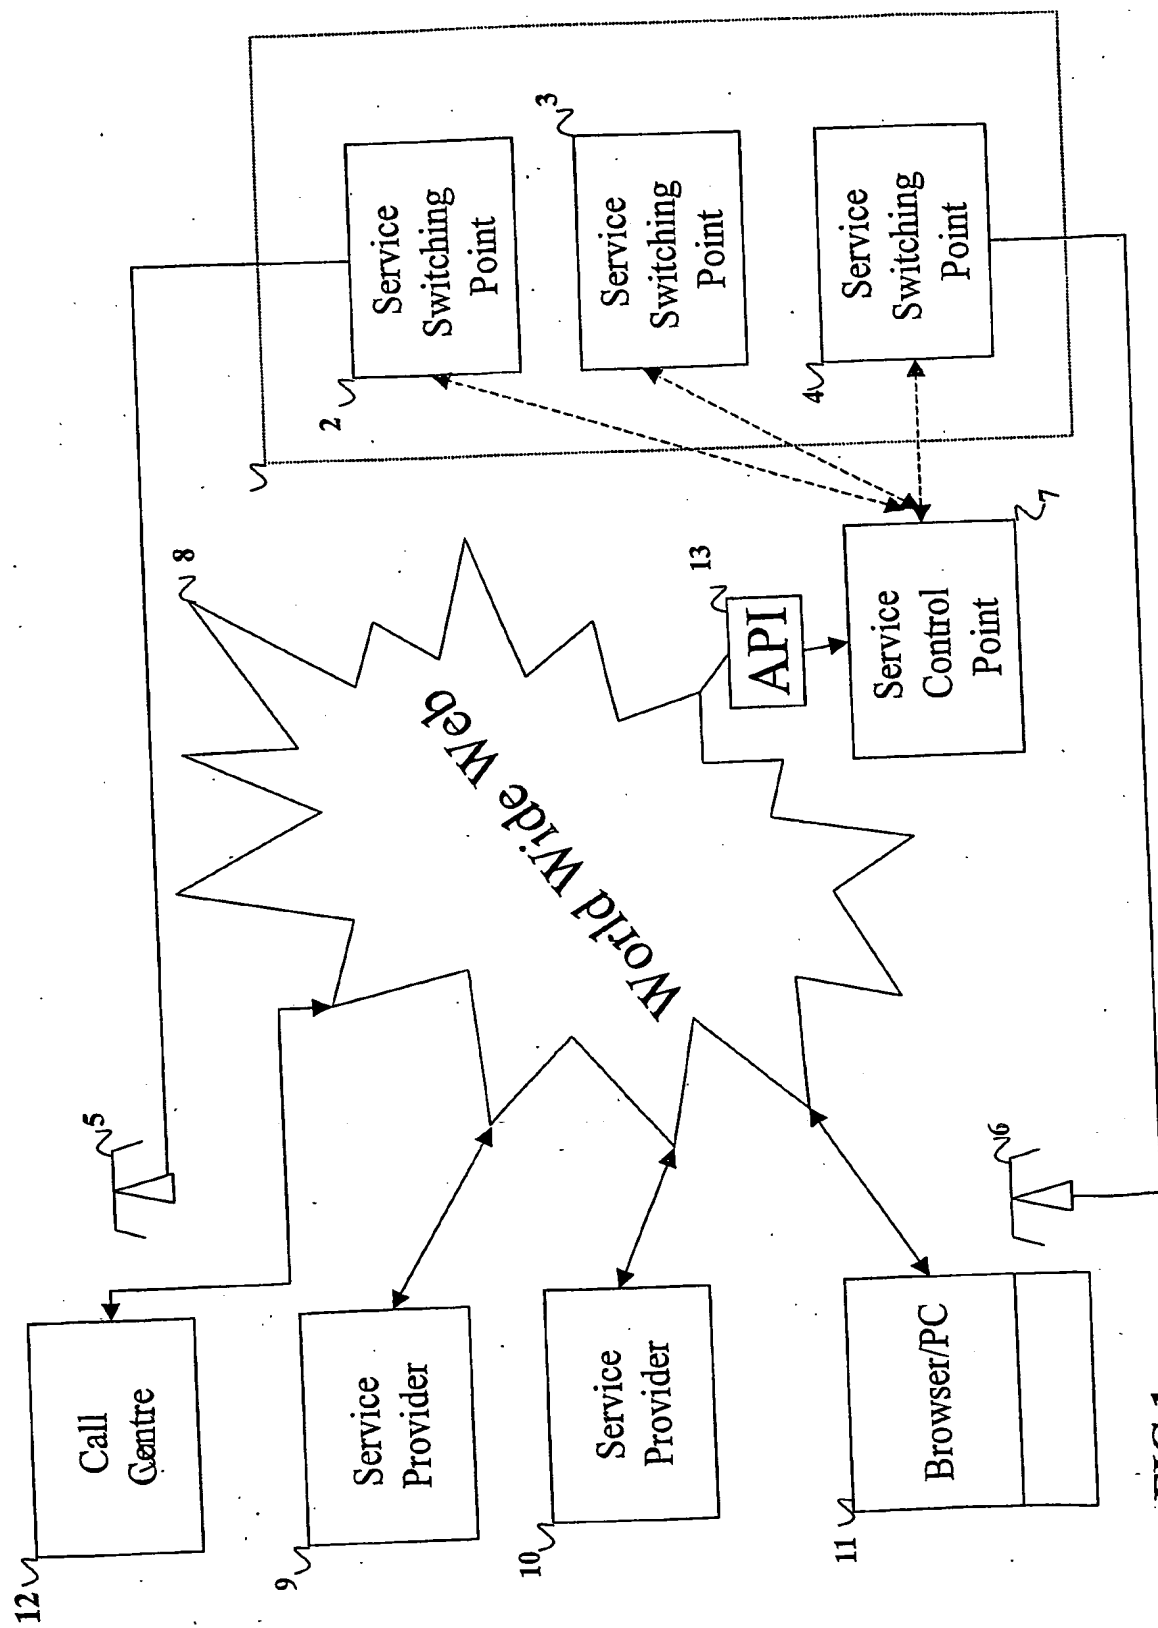 12
Call
Centre
5
Service
Switching
Point
2
9
Service
Provider
8
World Wide Web
Service
Switching
Point
3
10
Service
Provider
13
API
11
Browser/PC
6
Service
Control
Point
7
Service
Switching
Point
4